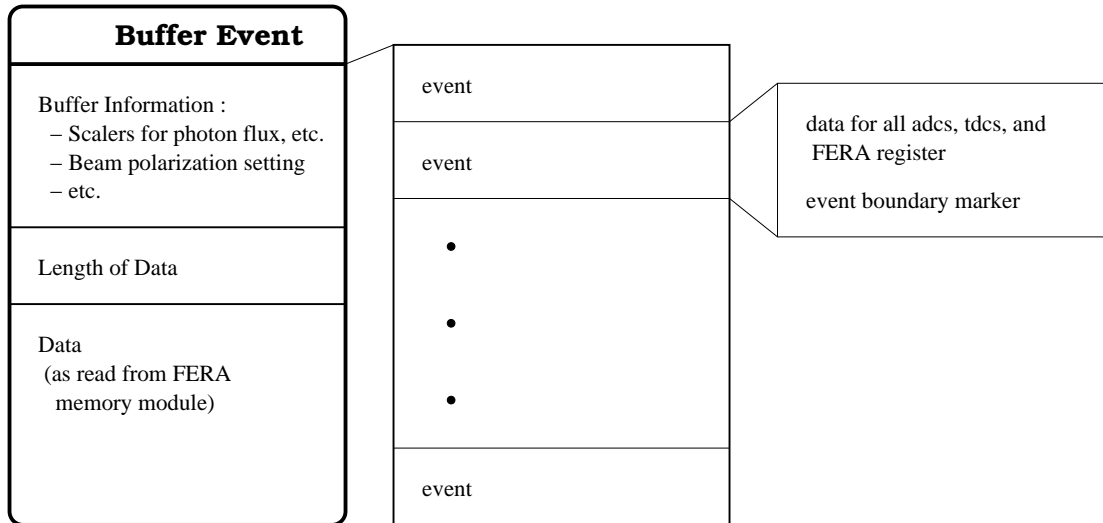 Buffer Event
Buffer Information :
– Scalers for photon flux, etc.
– Beam polarization setting
– etc.
Length of Data
Data
(as read from FERA
memory module)
event
event
event
data for all adcs, tdcs, and
FERA register
event boundary marker